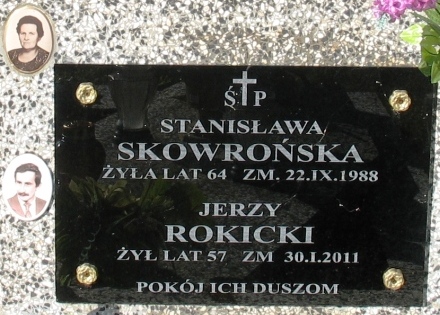 Ś†P
STANISŁAWA
SKOWROŃSKA
ŻYŁA LAT 64 ZM. 22.IX.1988
JERZY
ROKICKI
ŻYŁ LAT 57 ZM 30.I.2011
POKÓJ ICH DUSZOM